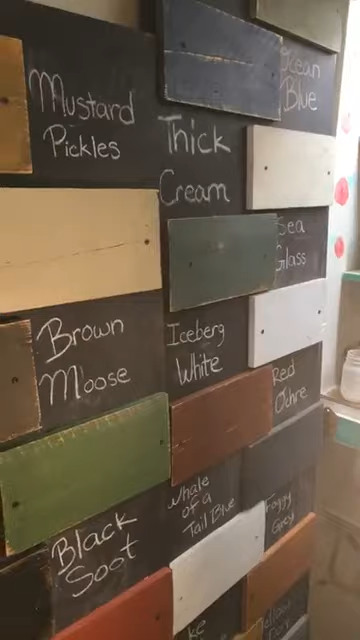 Ocean
Blue
Mustard
Pickles
Thick
Cream
Sea
Glass
Brown
Moose
Iceberg
White
Red
Ochre
Whale
of a
Tail Blue
Foggy
Grey
Black
Soot